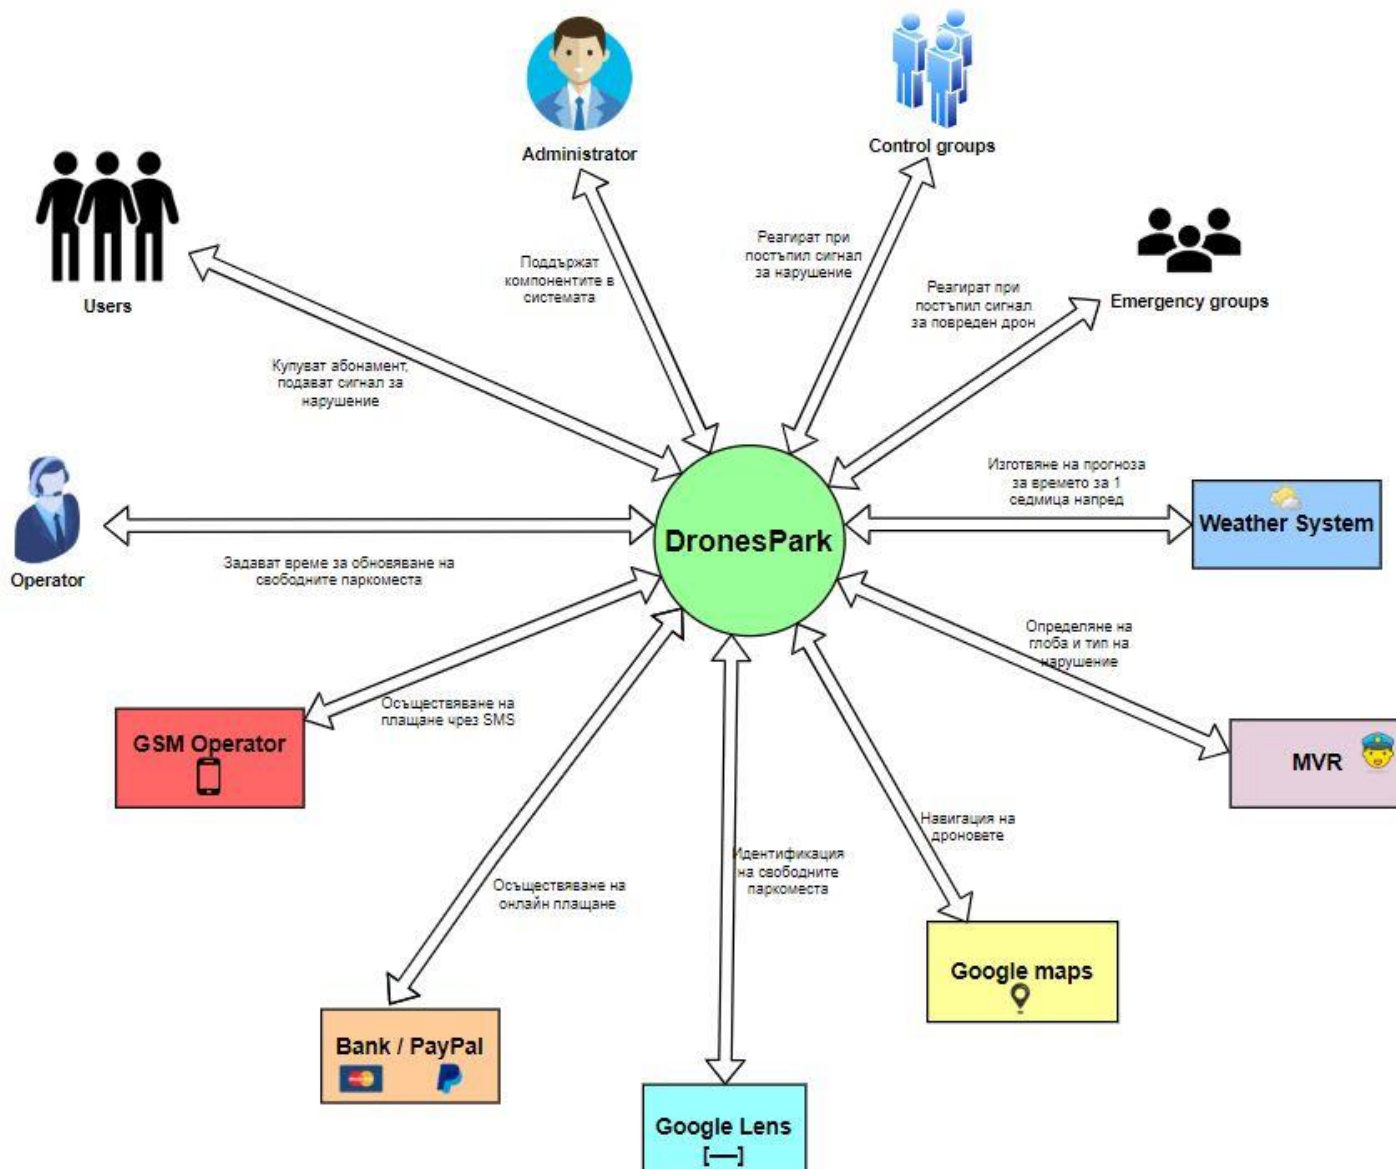 Administrator
Control groups
Users
Emergency groups
Поддържат
компонентите в
системата
Реагират при
постъпил сигнал
за нарушение
Реагират при
постъпил сигнал
за повреден дрон
Купуват абонамент,
подават сигнал за
нарушение
Operator
Задават време за обновяване на
свободните паркоместа
DronesPark
Изготвяне на прогноза
за времето за 1
седмица напред
Weather System
Определяне на
глоба и тип на
нарушение
MVR
GSM Operator
Осъществяване на
плащане чрез SMS
Навигация на
дроновете
Идентификация
на свободните
паркоместа
Осъществяване на
онлайн плащане
Google maps
Bank / PayPal
Google Lens